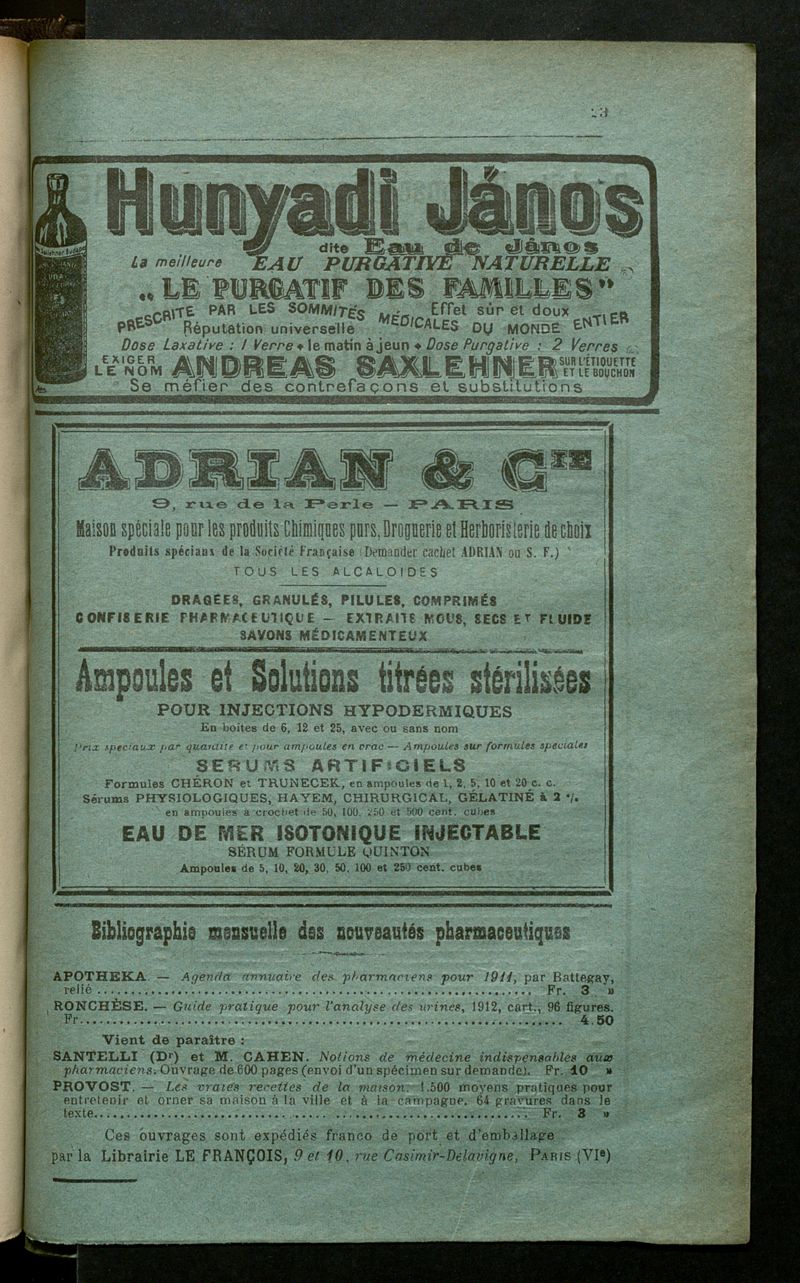 Hunyadi János
dite Eau de János
La meilleure EAU PURGATIVE NATURELLE
„ LE PURGATIF DES FAMILLES"
PRESCRITE PAR LES SOMMITÉS MÉDICALES DU MONDE ENTIER
Effet sûr et doux
Réputation universelle
Dose Laxative : 1 Verre • le matin à jeun • Dose Purgative : 2 Verres
EXIGER LE NOM ANDREAS SAXLEHNER SUR L'ÉTIQUETTE ET LE BOUCHON
Se méfier des contrefaçons et substitutions
ADRIAN & CIE
9, rue de la Perle — PARIS
Maison spéciale pour les produits Chimiques purs, Droguerie et Herboristerie de choix
Produits spéciaux de la Société Française (Demander cachet ADRIAN ou S. F.)
TOUS LES ALCALOIDES
DRAGÉES, GRANULÉS, PILULES, COMPRIMÉS
CONFISERIE PHARMACEUTIQUE — EXTRAITS MOUS, SECS ET FLUIDE
SAVONS MÉDICAMENTEUX
Ampoules et Solutions titrées stérilisées
POUR INJECTIONS HYPODERMIQUES
En boites de 6, 12 et 25, avec ou sans nom
Prix speciaux par quantite et pour ampoules en vrac — Ampoules sur formules speciales
SERUMS ARTIFICIELS
Formules CHÉRON et TRUNECEK, en ampoules de 1, 2, 5, 10 et 20 c. c.
Sérums PHYSIOLOGIQUES, HAYEM, CHIRURGICAL, GÉLATINÉ à 2 %.
en ampoules a crochet de 50, 100, 250 et 500 cent. cubes
EAU DE MER ISOTONIQUE INJECTABLE
SÉRUM FORMULE QUINTON
Ampoules de 5, 10, 20, 30, 50, 100 et 250 cent. cubes
Bibliographie mensuelle des nouveautés pharmaceutiques
APOTHEKA. — Agenda annuaire des pharmaciens pour 1911, par Battegay,
relié ........ Fr. 3 »
RONCHÈSE. — Guide pratique pour l'analyse des urines, 1912, cart., 96 figures.
Fr ........ 4.50
Vient de paraître :
SANTELLI (Dr) et M. CAHEN. Notions de médecine indispensables aux
pharmaciens. Ouvrage de 600 pages (envoi d'un spécimen sur demande). Fr. 10 »
PROVOST. — Les vraies recettes de la maison. 1.500 moyens pratiques pour
entretenir et orner sa maison à la ville et à la campagne. 64 gravures dans le
texte ........ Fr. 3 »
Ces ouvrages sont expédiés franco de port et d'emballage
par la Librairie LE FRANÇOIS, 9 et 10, rue Casimir-Delavigne, PARIS (VIe)